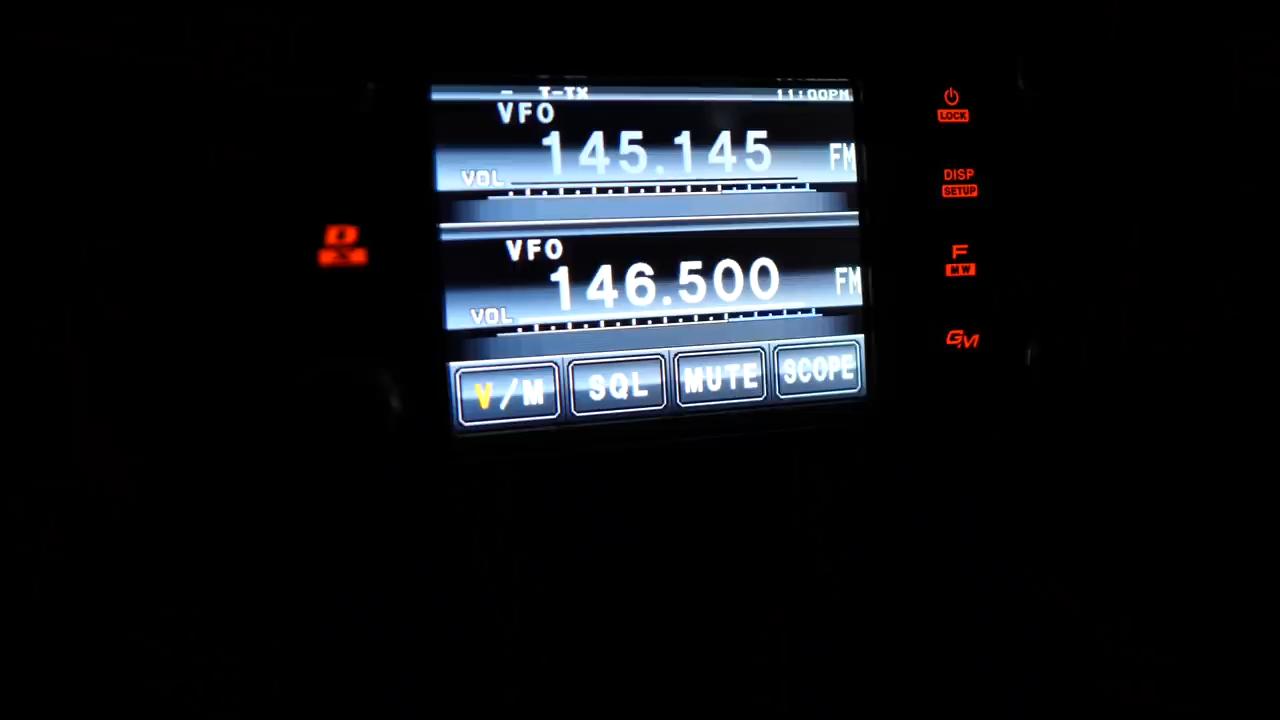 - T-TX 11:00PM
VFO
145.145 FM
VOL
VFO
146.500 FM
VOL
V/M SQL MUTE SCOPE
LOCK
DISP
SETUP
F
MW
GM